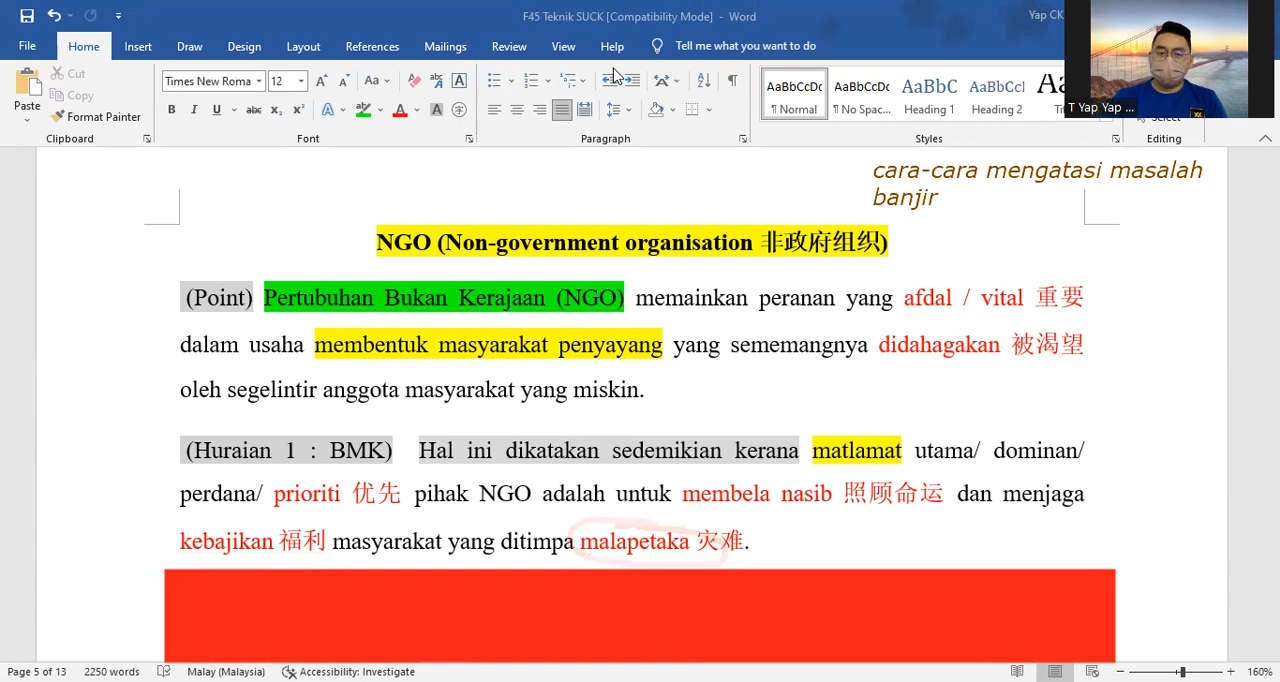 F45 Teknik SUCK [Compatibility Mode] - Word
Yap CK
File Home Insert Draw Design Layout References Mailings Review View Help Tell me what you want to do
Paste
Cut
Copy
Format Painter
Clipboard
Times New Roma 12
Font
Paragraph
AaBbCcDc AaBbCcDc AaBbC AaBbCcI
¶ Normal ¶ No Spac... Heading 1 Heading 2
Styles
Editing
T Yap Yap ...
cara-cara mengatasi masalah
banjir
NGO (Non-government organisation 非政府组织)
(Point) Pertubuhan Bukan Kerajaan (NGO) memainkan peranan yang afdal / vital 重要
dalam usaha membentuk masyarakat penyayang yang sememangnya didahagakan 被渴望
oleh segelintir anggota masyarakat yang miskin.
(Huraian 1 : BMK) Hal ini dikatakan sedemikian kerana matlamat utama/ dominan/
perdana/ prioriti 优先 pihak NGO adalah untuk membela nasib 照顾命运 dan menjaga
kebajikan 福利 masyarakat yang ditimpa malapetaka 灾难.
Page 5 of 13 2250 words Malay (Malaysia) Accessibility: Investigate 160%